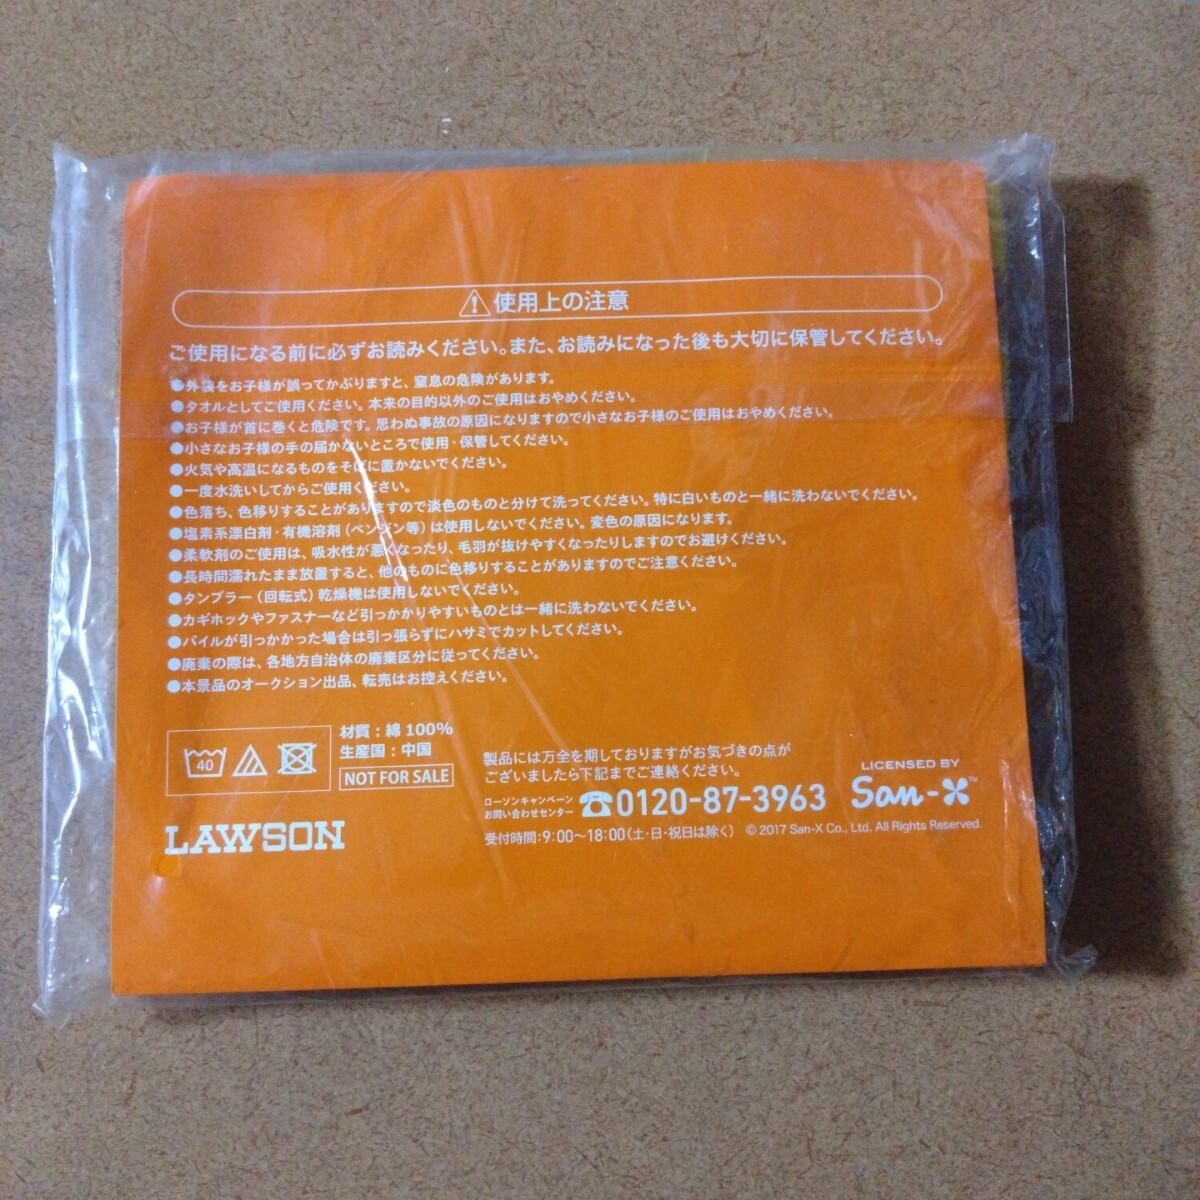 使用上の注意
ご使用になる前に必ずお読みください。また、お読みになった後も大切に保管してください。
●外装をお子様が誤ってかぶりますと、窒息の危険があります。
●タオルとしてご使用ください。本来の目的以外のご使用はおやめください。
●お子様が首に巻くと危険です。思わぬ事故の原因になりますので小さなお子様のご使用はおやめください。
●小さなお子様の手の届かないところで使用・保管してください。
●火気や高温になるものをそばに置かないでください。
●一度水洗いしてからご使用ください。
●色落ち、色移りすることがありますので淡色のものと分けて洗ってください。特に白いものと一緒に洗わないでください。
●塩素系漂白剤・有機溶剤(ベンジン等)は使用しないでください。変色の原因になります。
●柔軟剤のご使用は、吸水性が悪くなったり、毛羽が抜けやすくなったりしますのでお避けください。
●長時間濡れたまま放置すると、他のものに色移りすることがありますのでご注意ください。
●タンブラー(回転式)乾燥機は使用しないでください。
●カギホックやファスナーなど引っかかりやすいものとは一緒に洗わないでください。
●パイルが引っかかった場合は引っ張らずにハサミでカットしてください。
●廃棄の際は、各地方自治体の廃棄区分に従ってください。
●本景品のオークション出品、転売はお控えください。
40
材質:綿100%
生産国:中国
NOT FOR SALE
LAWSON
製品には万全を期しておりますがお気づきの点が
ございましたら下記までご連絡ください。
ローソンキャンペーン
お問い合わせセンター
☎0120-87-3963
受付時間:9:00~18:00(土・日・祝日は除く)
LICENSED BY
San-X™
©2017 San-X Co., Ltd. All Rights Reserved.